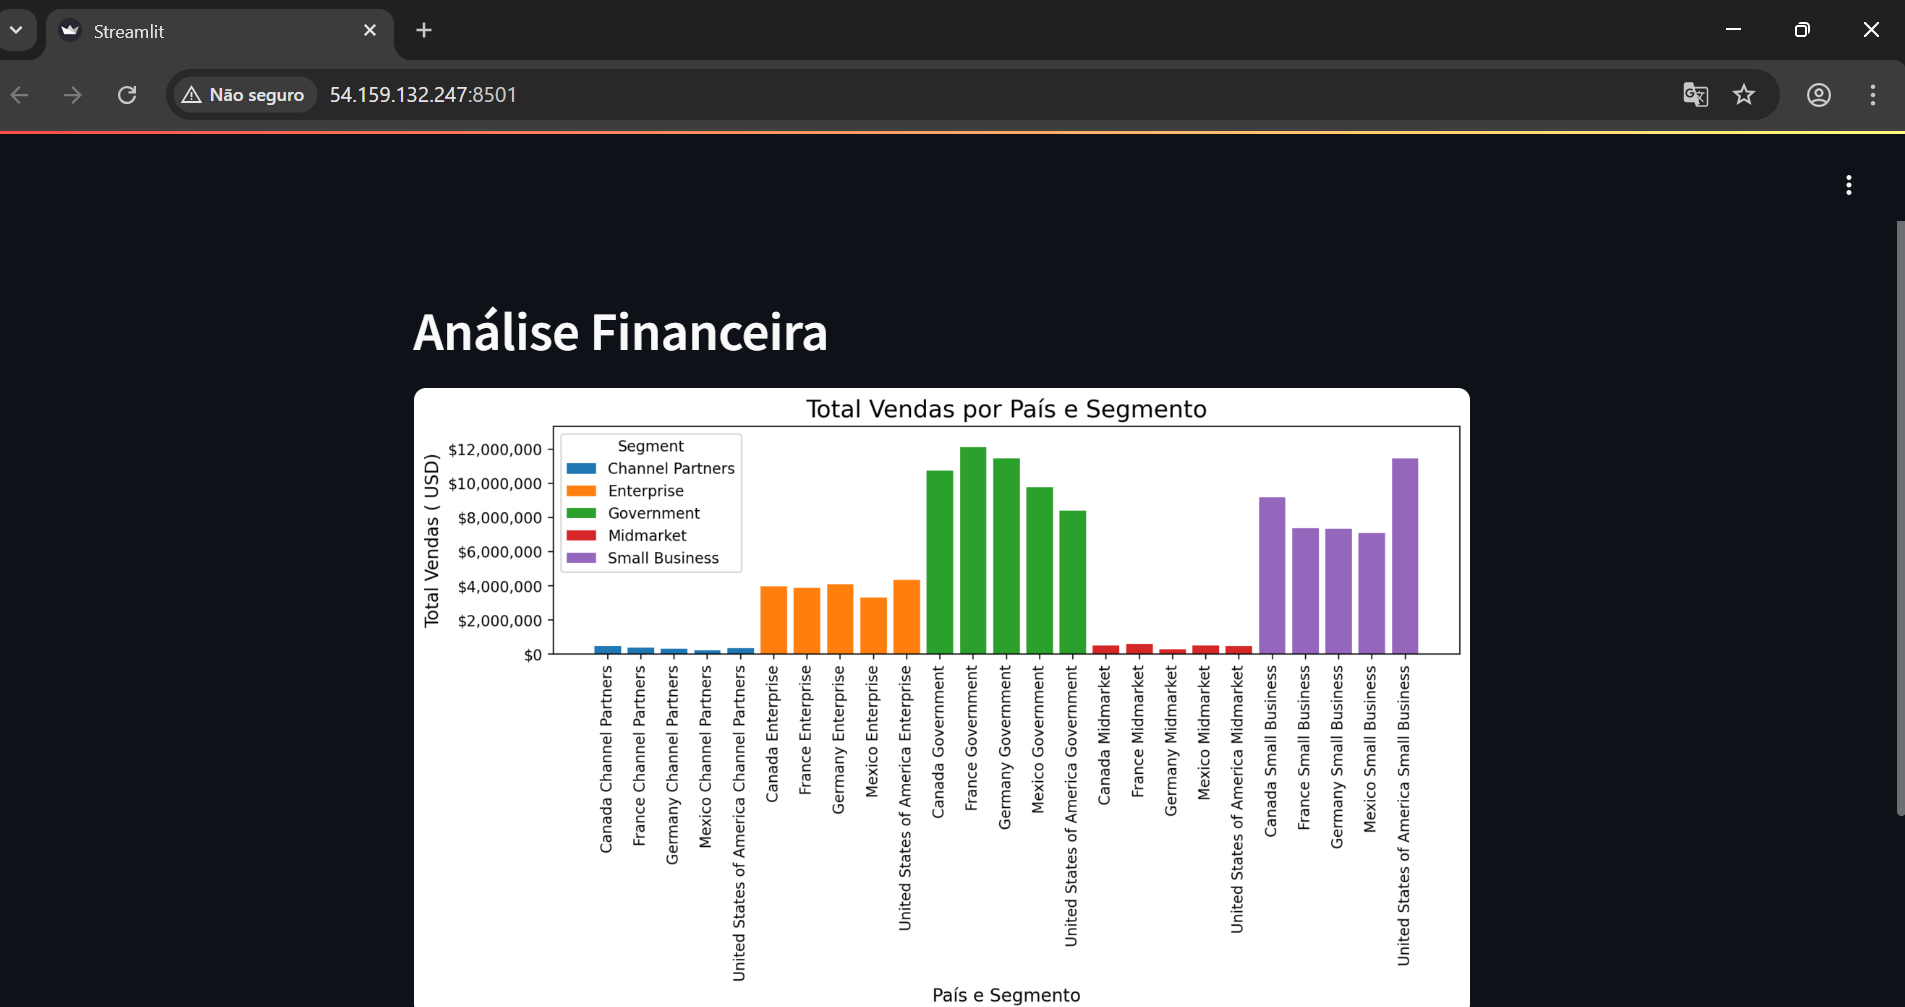 Streamlit
Não seguro
54.159.132.247:8501
Análise Financeira
Total Vendas por País e Segmento
Total Vendas ( USD)
$12,000,000
$10,000,000
$8,000,000
$6,000,000
$4,000,000
$2,000,000
$0
Segment
Channel Partners
Enterprise
Government
Midmarket
Small Business
Canada Channel Partners
France Channel Partners
Germany Channel Partners
Mexico Channel Partners
United States of America Channel Partners
Canada Enterprise
France Enterprise
Germany Enterprise
Mexico Enterprise
United States of America Enterprise
Canada Government
France Government
Germany Government
Mexico Government
United States of America Government
Canada Midmarket
France Midmarket
Germany Midmarket
Mexico Midmarket
United States of America Midmarket
Canada Small Business
France Small Business
Germany Small Business
Mexico Small Business
United States of America Small Business
País e Segmento